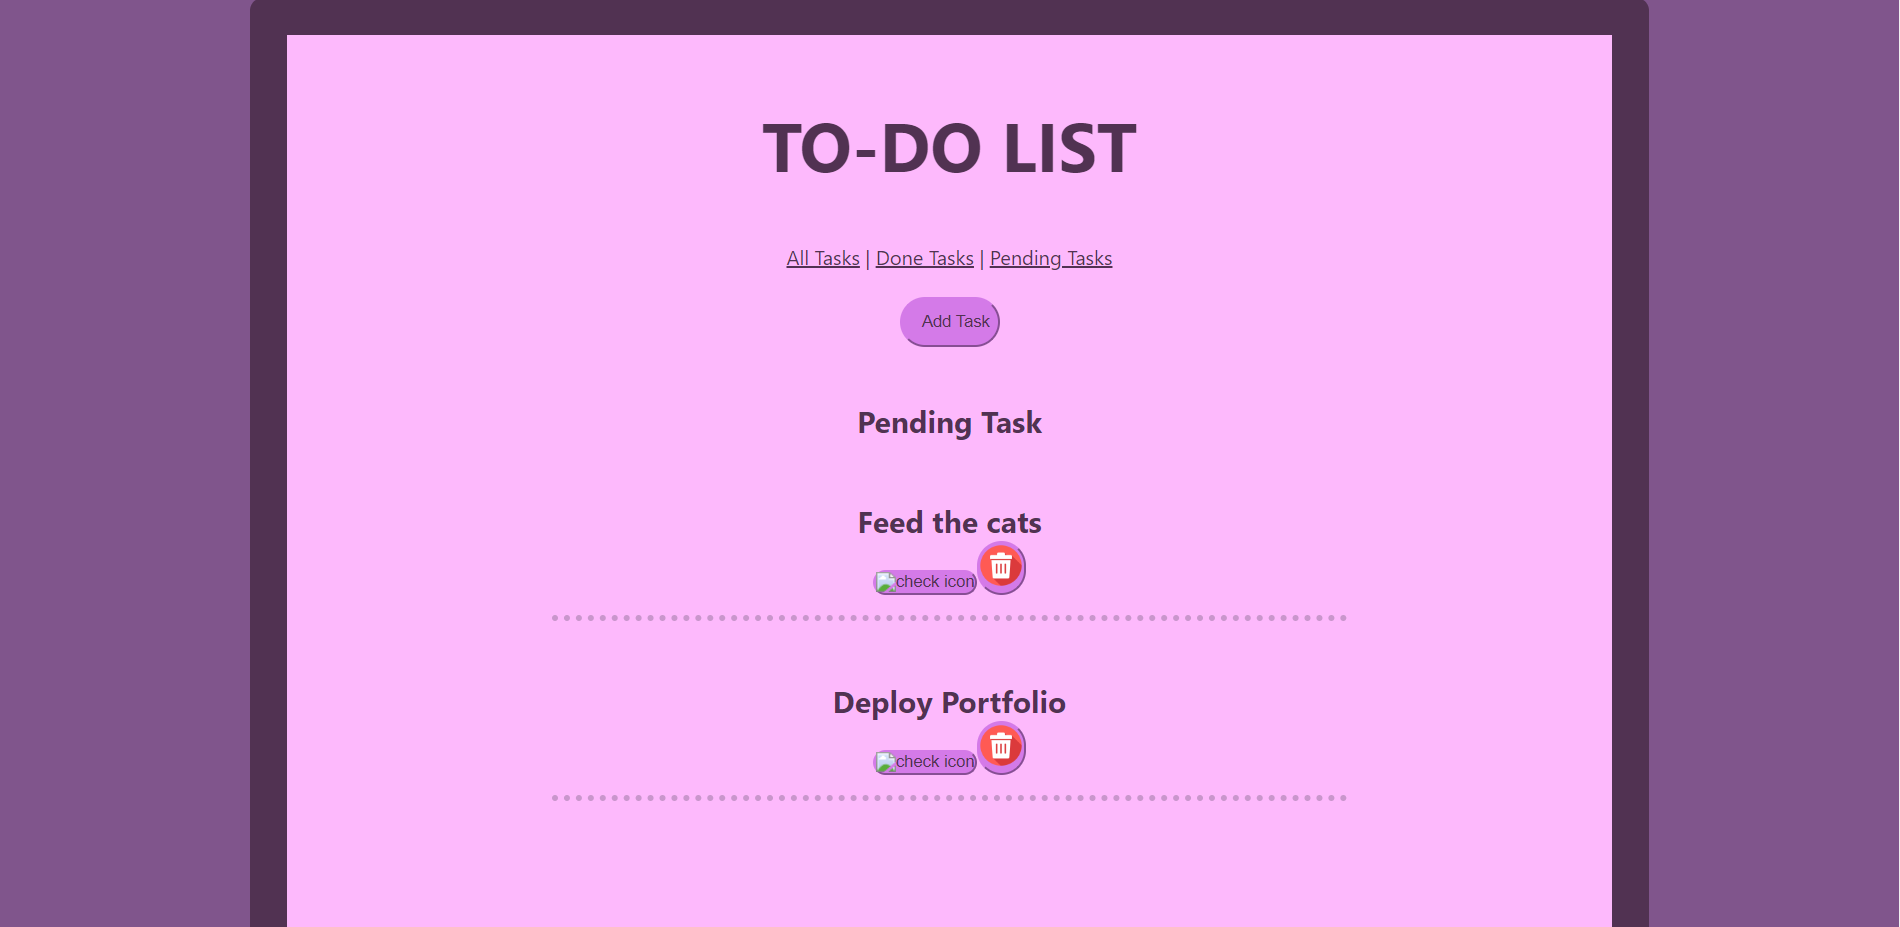 TO-DO LIST
All Tasks | Done Tasks | Pending Tasks
Add Task
Pending Task
Feed the cats
check icon
Deploy Portfolio
check icon